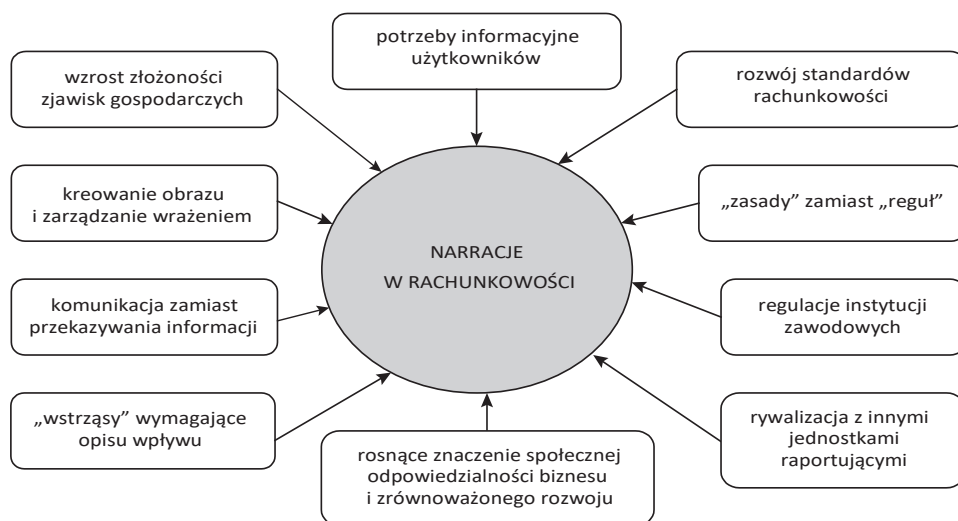 potrzeby informacyjne
użytkowników
wzrost złożoności
zjawisk gospodarczych
rozwój standardów
rachunkowości
kreowanie obrazu
i zarządzanie wrażeniem
„zasady” zamiast „reguł”
NARRACJE
W RACHUNKOWOŚCI
komunikacja zamiast
przekazywania informacji
regulacje instytucji
zawodowych
„wstrząsy” wymagające
opisu wpływu
rosnące znaczenie społecznej
odpowiedzialności biznesu
i zrównoważonego rozwoju
rywalizacja z innymi
jednostkami
raportującymi